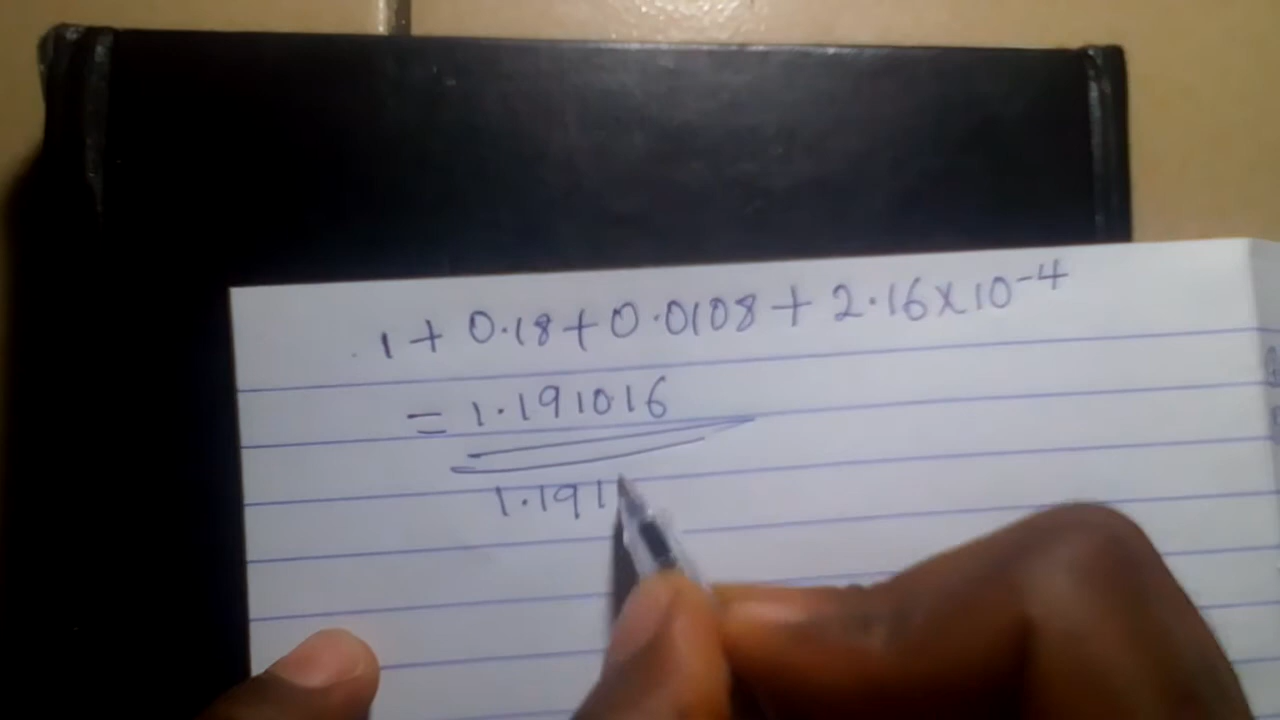 1 + 0.18 + 0.0108 + 2.16×10⁻⁴
= 1.191016
1.191